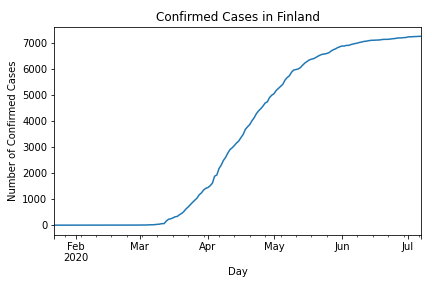 Confirmed Cases in Finland
Number of Confirmed Cases
7000
6000
5000
4000
3000
2000
1000
0
Feb Mar Apr May Jun Jul
2020
Day